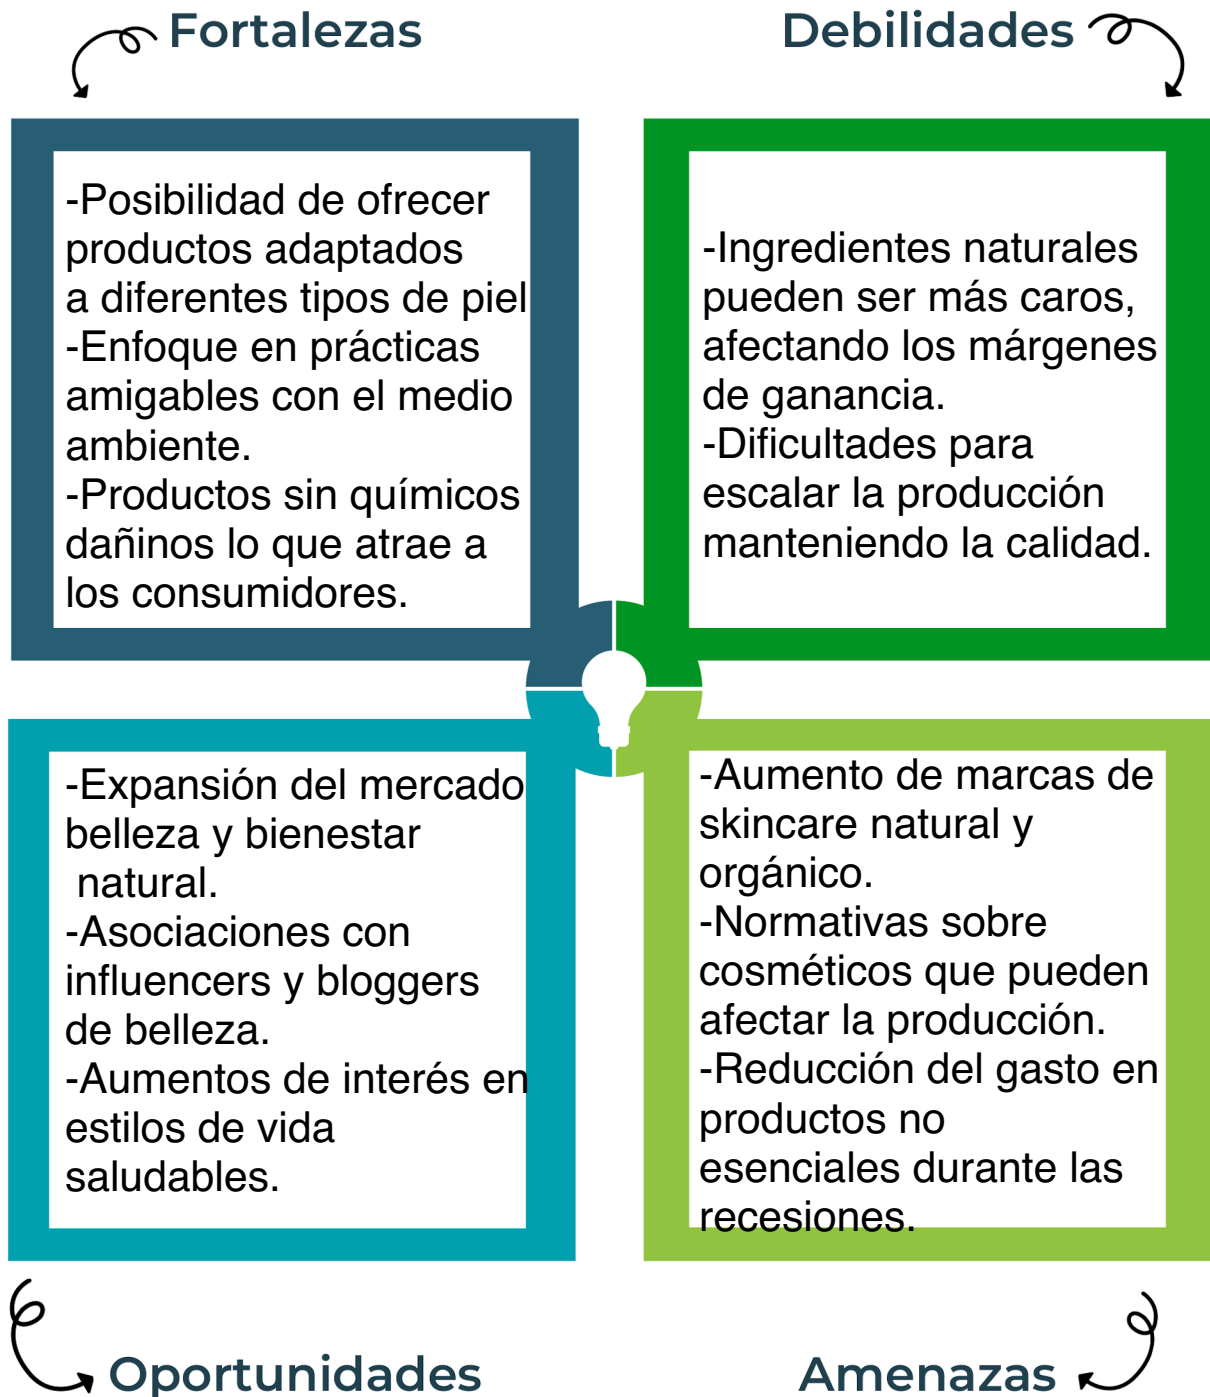 Fortalezas
-Posibilidad de ofrecer
productos adaptados
a diferentes tipos de piel
-Enfoque en prácticas
amigables con el medio
ambiente.
-Productos sin químicos
dañinos lo que atrae a
los consumidores.
Debilidades
-Ingredientes naturales
pueden ser más caros,
afectando los márgenes
de ganancia.
-Dificultades para
escalar la producción
manteniendo la calidad.
-Expansión del mercado
belleza y bienestar
natural.
-Asociaciones con
influencers y bloggers
de belleza.
-Aumentos de interés en
estilos de vida
saludables.
Oportunidades
-Aumento de marcas de
skincare natural y
orgánico.
-Normativas sobre
cosméticos que pueden
afectar la producción.
-Reducción del gasto en
productos no
esenciales durante las
recesiones.
Amenazas